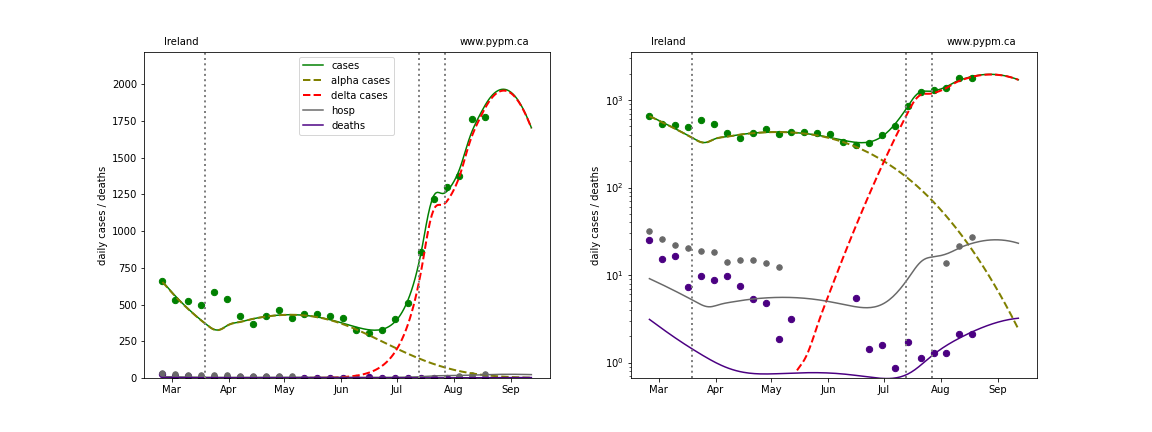 Ireland www.pypm.ca
cases
alpha cases
delta cases
hosp
deaths
daily cases / deaths
2000
1750
1500
1250
1000
750
500
250
0
Mar Apr May Jun Jul Aug Sep
Ireland www.pypm.ca
daily cases / deaths
10³
10²
10¹
10⁰
Mar Apr May Jun Jul Aug Sep